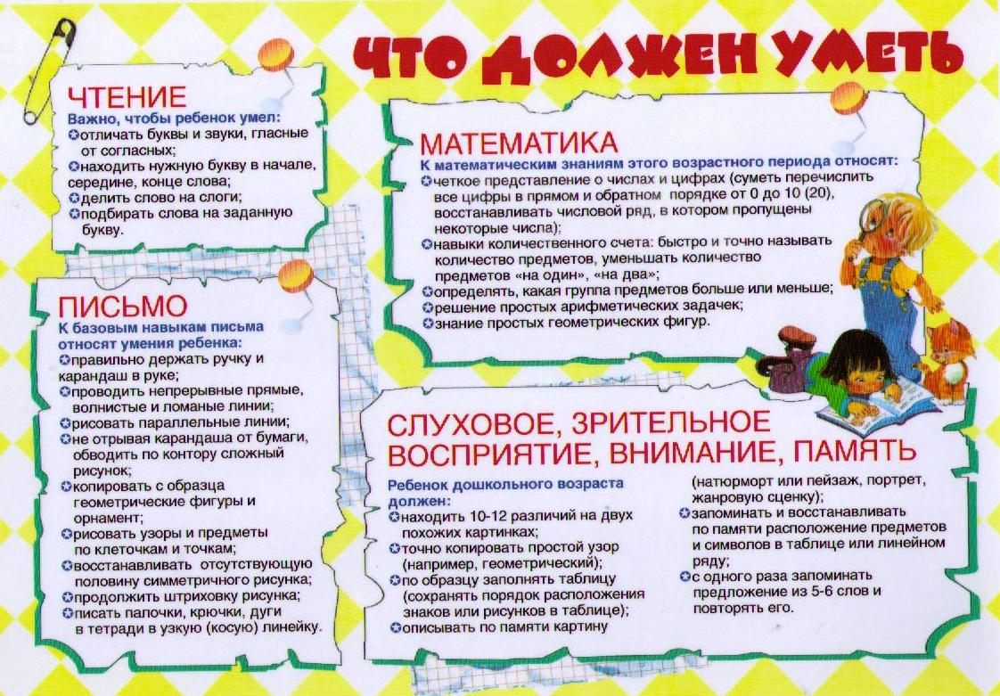 ЧТО ДОЛЖЕН УМЕТЬ
ЧТЕНИЕ
Важно, чтобы ребенок умел:
отличать буквы и звуки, гласные
от согласных;
находить нужную букву в начале,
середине, конце слова;
делить слово на слоги;
подбирать слова на заданную
букву.
ПИСЬМО
К базовым навыкам письма
относят умения ребенка:
правильно держать ручку и
карандаш в руке;
проводить непрерывные прямые,
волнистые и ломаные линии;
рисовать параллельные линии;
не отрывая карандаша от бумаги,
обводить по контору сложный
рисунок;
копировать с образца
геометрические фигуры и
орнамент;
рисовать узоры и предметы
по клеточкам и точкам;
восстанавливать отсутствующую
половину симметричного рисунка;
продолжить штриховку рисунка;
писать палочки, крючки, дуги
в тетради в узкую (косую) линейку.
МАТЕМАТИКА
К математическим знаниям этого возрастного периода относят:
четкое представление о числах и цифрах (суметь перечислить
все цифры в прямом и обратном порядке от 0 до 10 (20),
восстанавливать числовой ряд, в котором пропущены
некоторые числа);
навыки количественного счета: быстро и точно называть
количество предметов, уменьшать количество
предметов «на один», «на два»;
определять, какая группа предметов больше или меньше;
решение простых арифметических задачек;
знание простых геометрических фигур.
СЛУХОВОЕ, ЗРИТЕЛЬНОЕ
ВОСПРИЯТИЕ, ВНИМАНИЕ, ПАМЯТЬ
Ребенок дошкольного возраста
должен:
находить 10-12 различий на двух
похожих картинках;
точно копировать простой узор
(например, геометрический);
по образцу заполнять таблицу
(сохранять порядок расположения
знаков или рисунков в таблице);
описывать по памяти картину
(натюрморт или пейзаж, портрет,
жанровую сценку);
запоминать и восстанавливать
по памяти расположение предметов
и символов в таблице или линейном
ряду;
с одного раза запоминать
предложение из 5-6 слов и
повторять его.